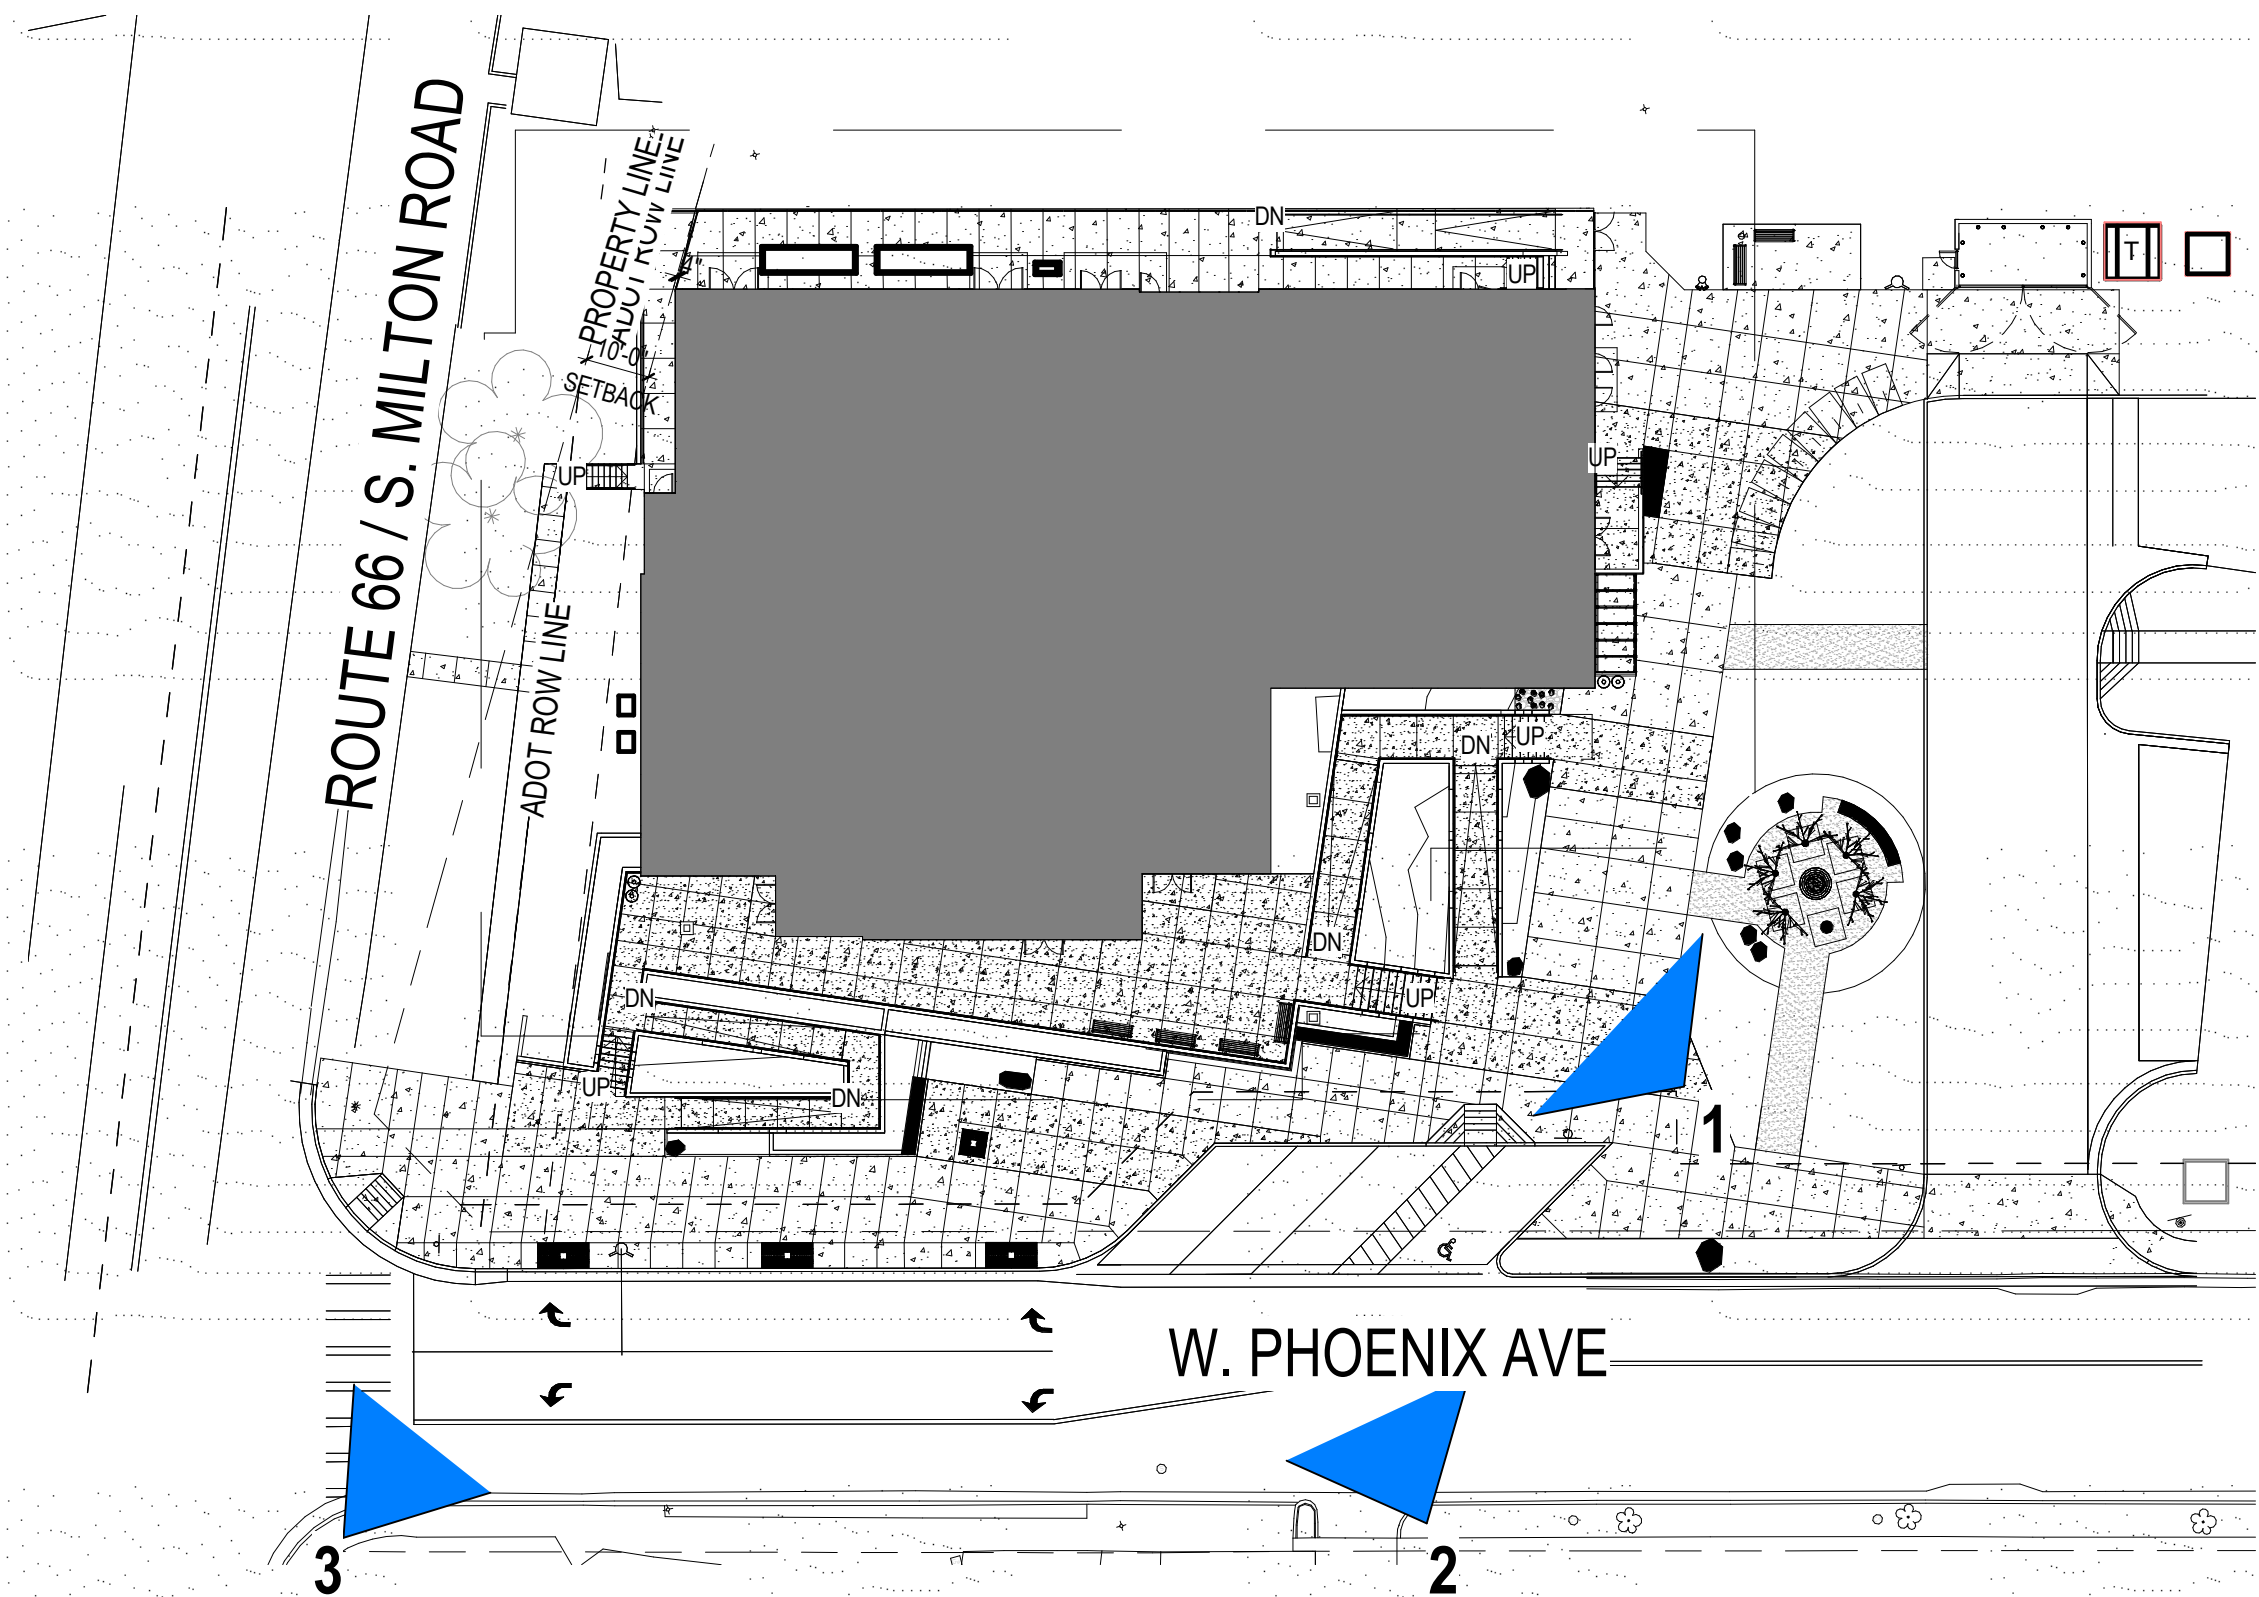 ROUTE 66 / S. MILTON ROAD
PROPERTY LINE
ADOT ROW LINE
10'-0"
SETBACK
ADOT ROW LINE
DN
UP
T
UP
UP
DN
UP
DN
DN
UP
UP
DN
1
W. PHOENIX AVE
3
2